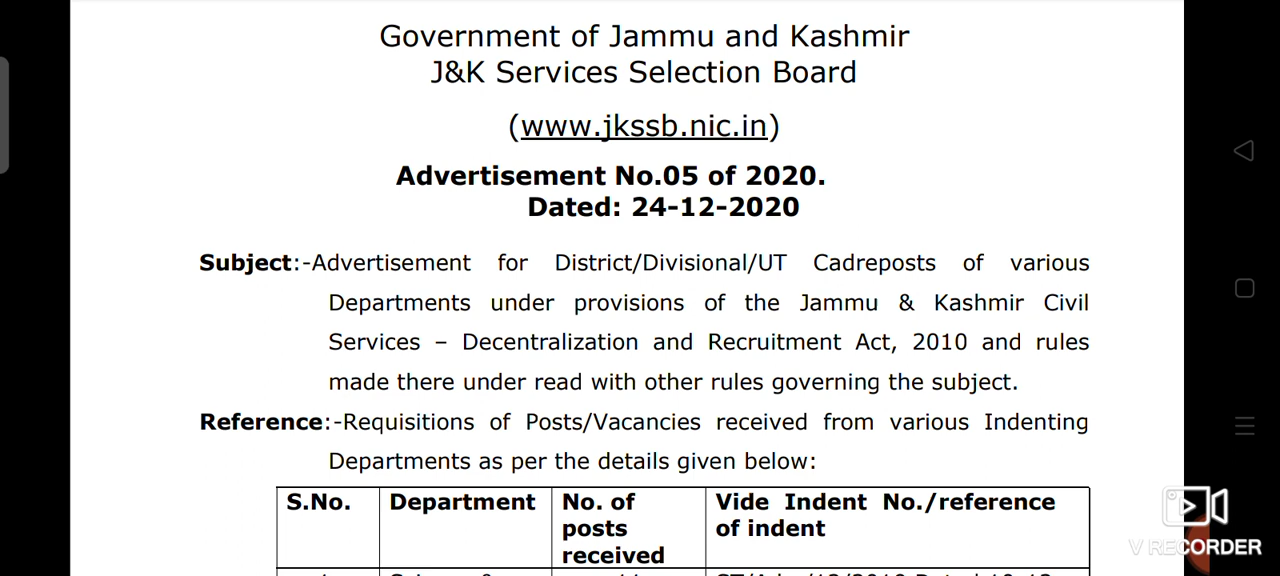 Government of Jammu and Kashmir
J&K Services Selection Board
(www.jkssb.nic.in)
Advertisement No.05 of 2020.
Dated: 24-12-2020
Subject:-Advertisement for District/Divisional/UT Cadreposts of various
Departments under provisions of the Jammu & Kashmir Civil
Services – Decentralization and Recruitment Act, 2010 and rules
made there under read with other rules governing the subject.
Reference:-Requisitions of Posts/Vacancies received from various Indenting
Departments as per the details given below:
S.No. Department No. of Vide Indent No./reference
posts of indent
received
V RECORDER